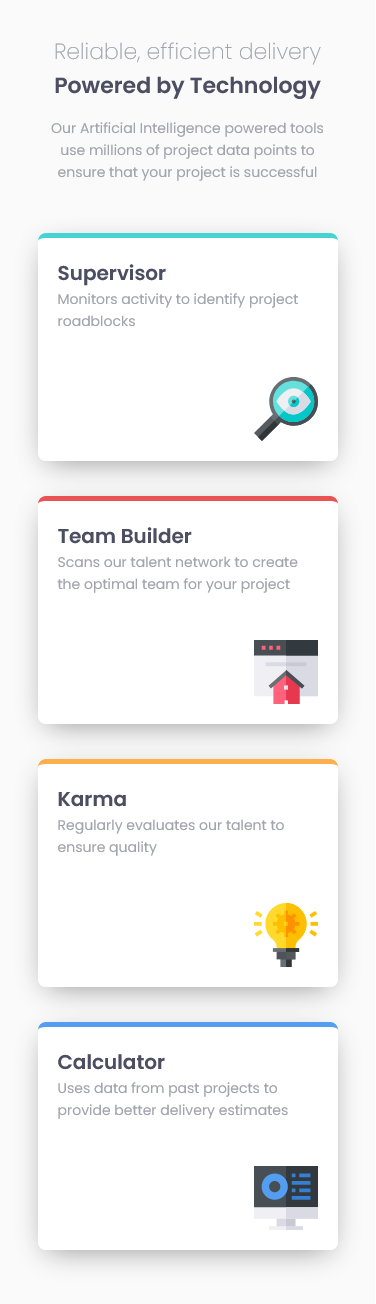 Reliable, efficient delivery
Powered by Technology
Our Artificial Intelligence powered tools
use millions of project data points to
ensure that your project is successful
Supervisor
Monitors activity to identify project
roadblocks
Team Builder
Scans our talent network to create
the optimal team for your project
Karma
Regularly evaluates our talent to
ensure quality
Calculator
Uses data from past projects to
provide better delivery estimates